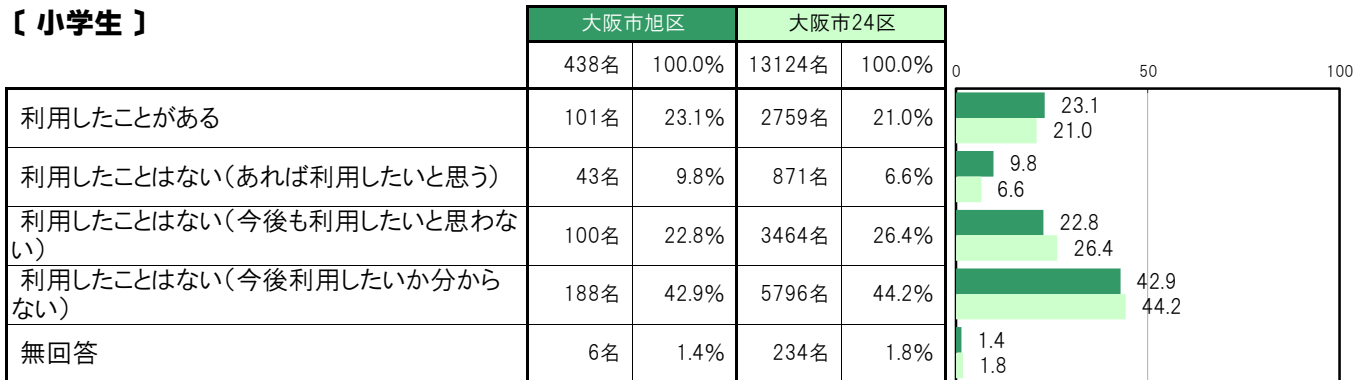 〔 小学生 〕
大阪市旭区 大阪市24区
438名 100.0% 13124名 100.0%
0 50 100
利用したことがある 101名 23.1% 2759名 21.0%
23.1
21.0
利用したことはない（あれば利用したいと思う） 43名 9.8% 871名 6.6%
9.8
6.6
利用したことはない（今後も利用したいと思わな
い） 100名 22.8% 3464名 26.4%
22.8
26.4
利用したことはない（今後利用したいか分から
ない） 188名 42.9% 5796名 44.2%
42.9
44.2
無回答 6名 1.4% 234名 1.8%
1.4
1.8